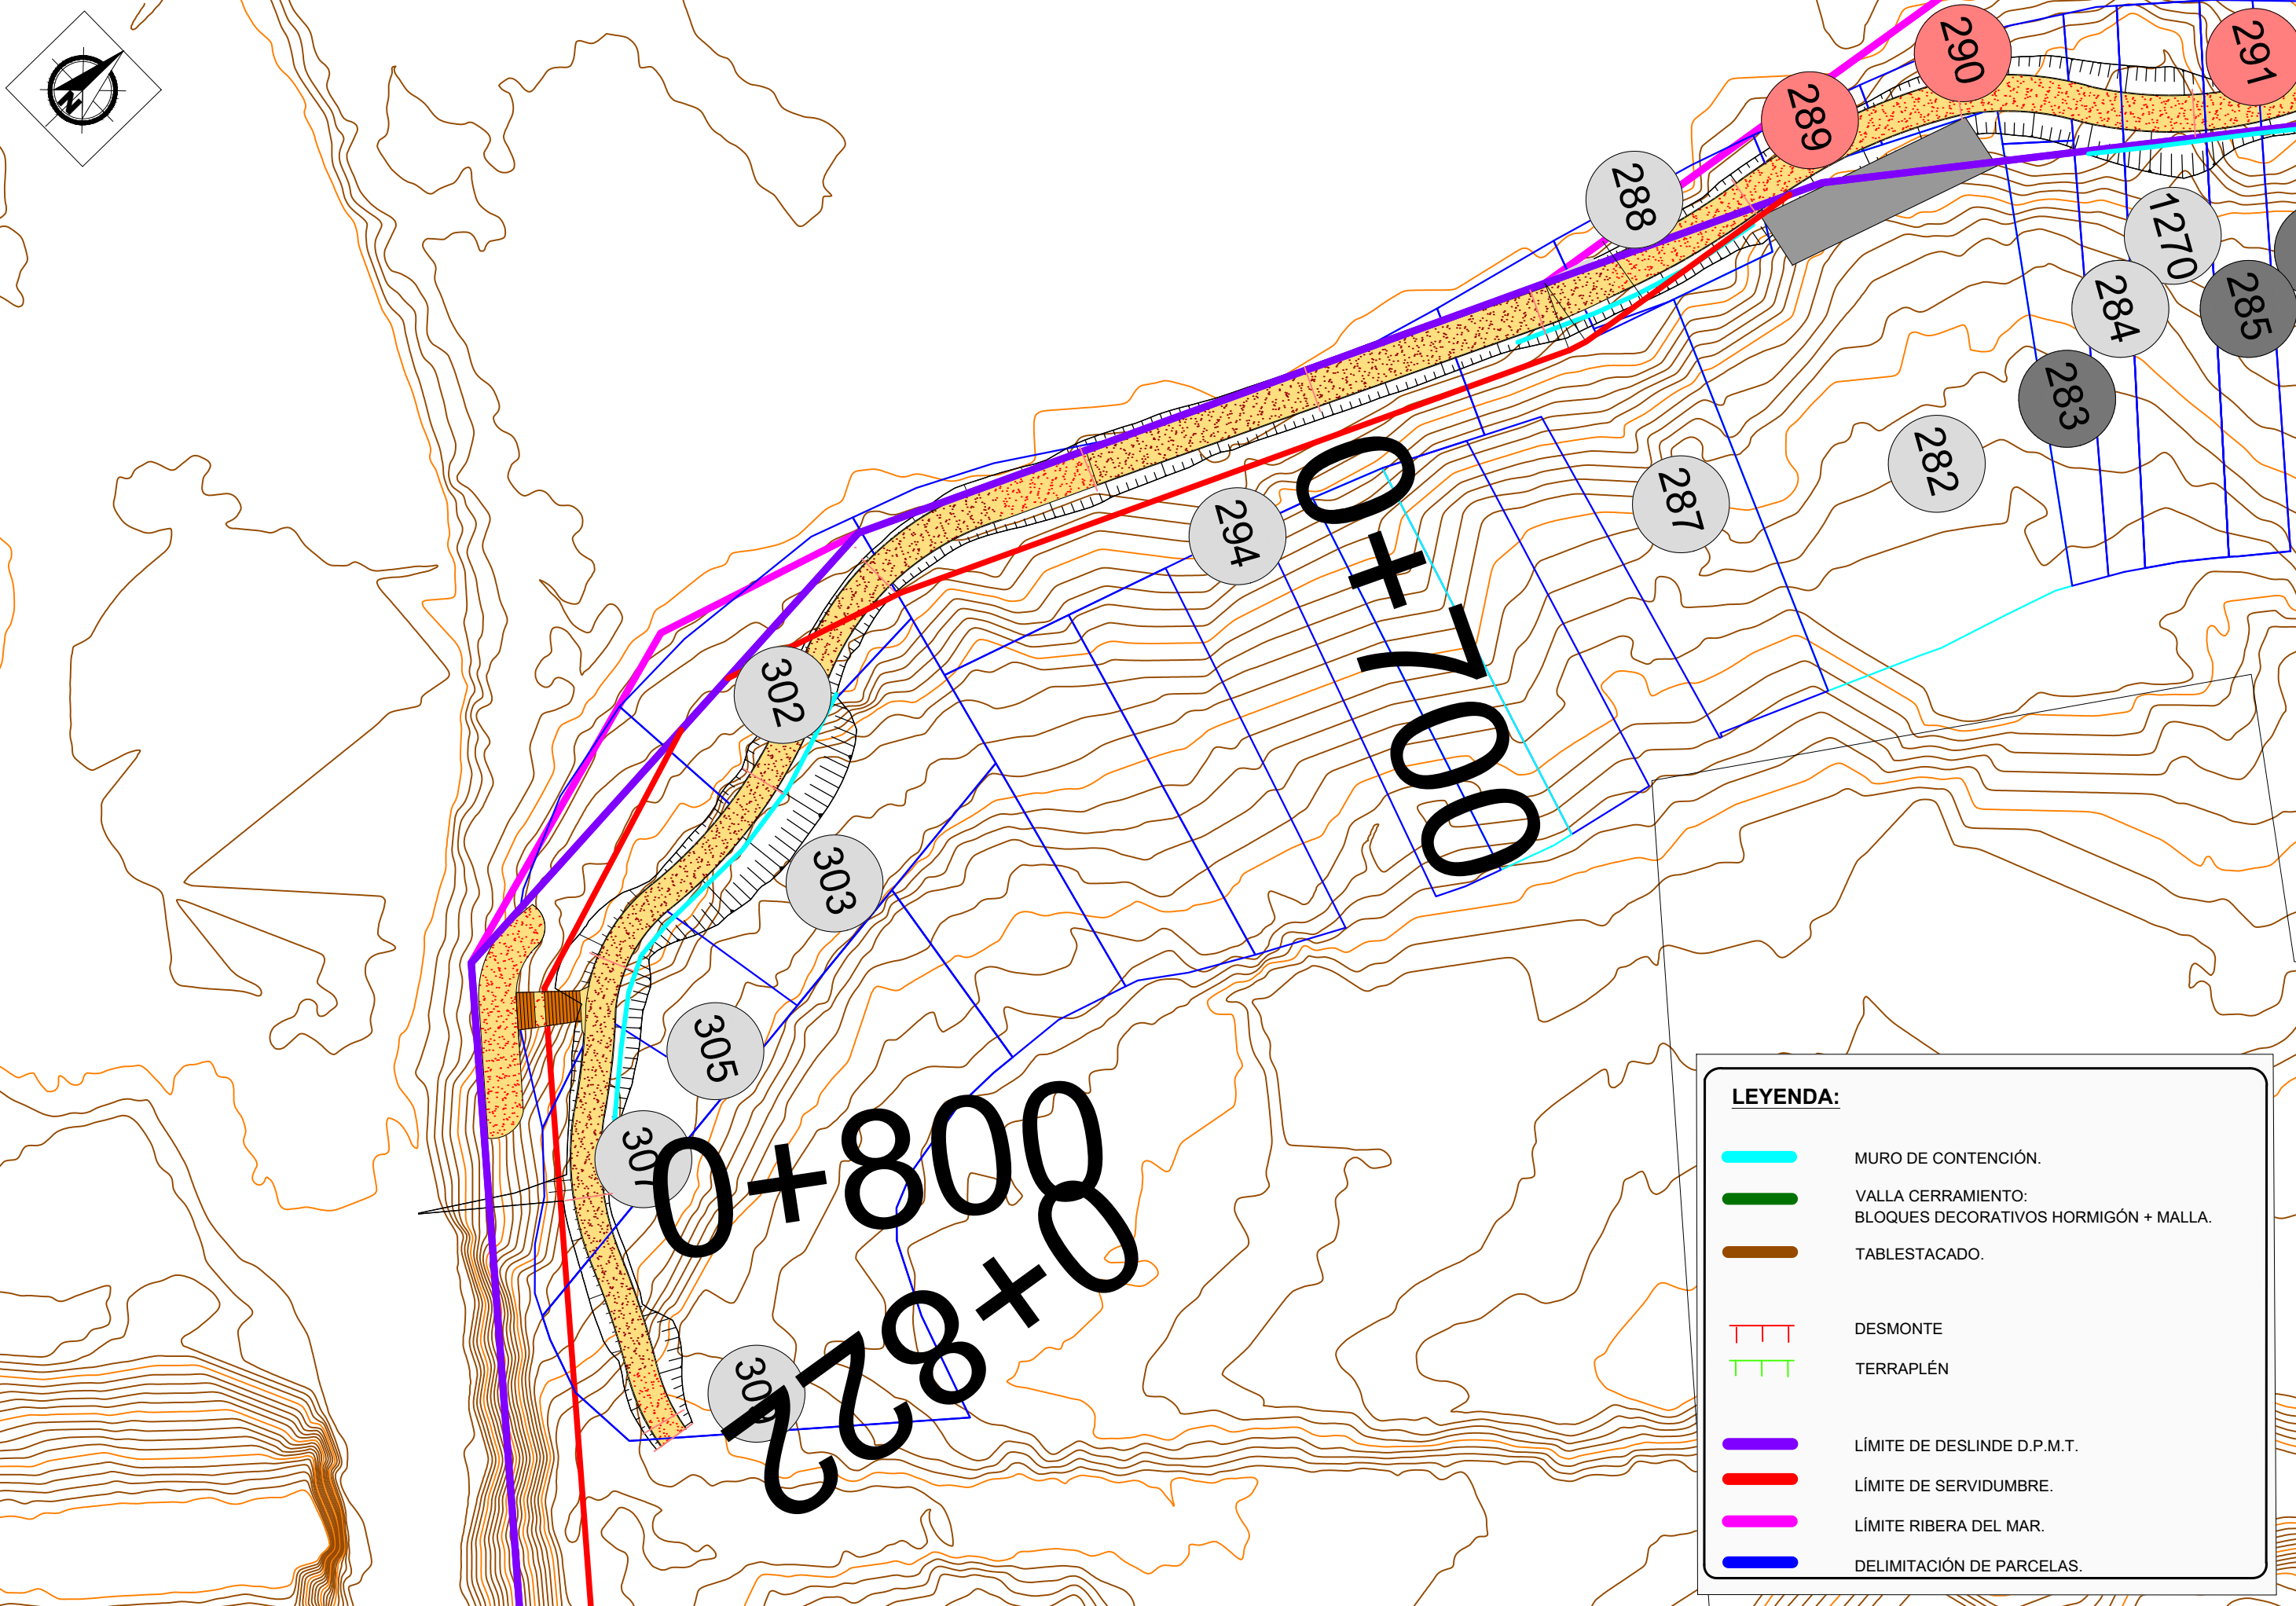 N
290
291
289
288
1270
284
285
283
282
287
294
0+700
302
303
305
307
0+800
0+822
LEYENDA:
MURO DE CONTENCIÓN.
VALLA CERRAMIENTO:
BLOQUES DECORATIVOS HORMIGÓN + MALLA.
TABLESTACADO.
DESMONTE
TERRAPLÉN
LÍMITE DE DESLINDE D.P.M.T.
LÍMITE DE SERVIDUMBRE.
LÍMITE RIBERA DEL MAR.
DELIMITACIÓN DE PARCELAS.